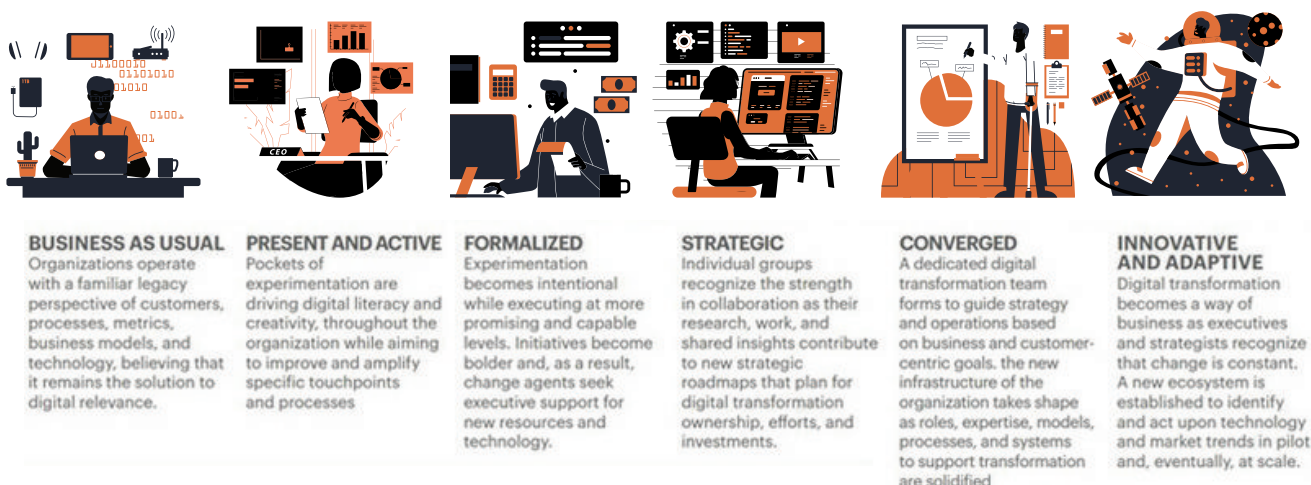 J1100010
01101010
01010
0100
001
CEO
BUSINESS AS USUAL
Organizations operate
with a familiar legacy
perspective of customers,
processes, metrics,
business models, and
technology, believing that
it remains the solution to
digital relevance.
PRESENT AND ACTIVE
Pockets of
experimentation are
driving digital literacy and
creativity, throughout the
organization while aiming
to improve and amplify
specific touchpoints
and processes
FORMALIZED
Experimentation
becomes intentional
while executing at more
promising and capable
levels. Initiatives become
bolder and, as a result,
change agents seek
executive support for
new resources and
technology.
STRATEGIC
Individual groups
recognize the strength
in collaboration as their
research, work, and
shared insights contribute
to new strategic
roadmaps that plan for
digital transformation
ownership, efforts, and
investments.
CONVERGED
A dedicated digital
transformation team
forms to guide strategy
and operations based
on business and customer-
centric goals. the new
infrastructure of the
organization takes shape
as roles, expertise, models,
processes, and systems
to support transformation
are solidified
INNOVATIVE
AND ADAPTIVE
Digital transformation
becomes a way of
business as executives
and strategists recognize
that change is constant.
A new ecosystem is
established to identify
and act upon technology
and market trends in pilot
and, eventually, at scale.